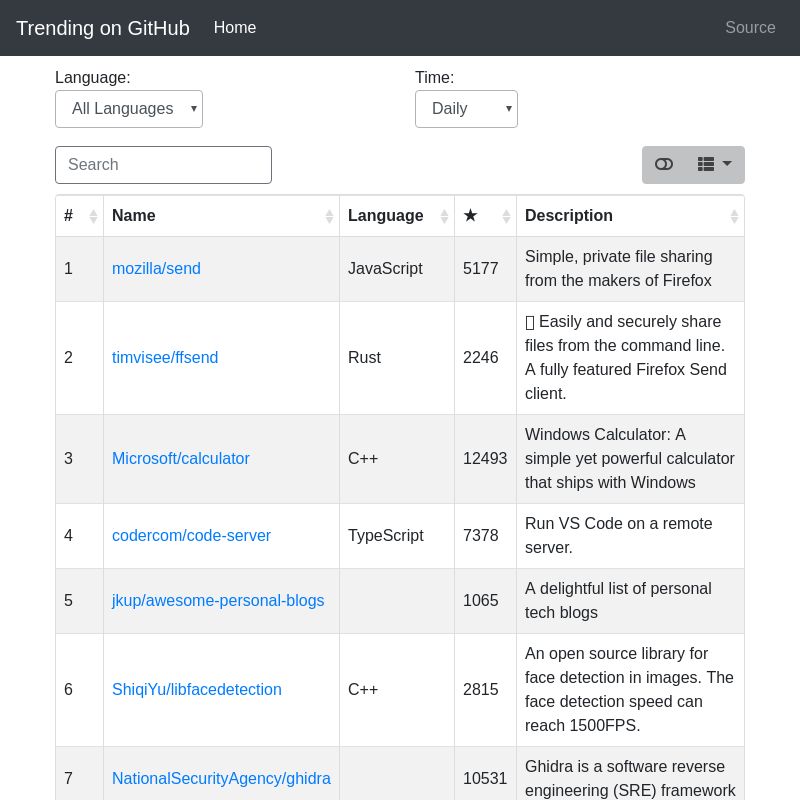 Trending on GitHub Home Source
Language: Time:
All Languages Daily
Search
# Name Language ★ Description
1 mozilla/send JavaScript 5177 Simple, private file sharing
from the makers of Firefox
2 timvisee/ffsend Rust 2246 Easily and securely share
files from the command line.
A fully featured Firefox Send
client.
3 Microsoft/calculator C++ 12493 Windows Calculator: A
simple yet powerful calculator
that ships with Windows
4 codercom/code-server TypeScript 7378 Run VS Code on a remote
server.
5 jkup/awesome-personal-blogs 1065 A delightful list of personal
tech blogs
6 ShiqiYu/libfacedetection C++ 2815 An open source library for
face detection in images. The
face detection speed can
reach 1500FPS.
7 NationalSecurityAgency/ghidra 10531 Ghidra is a software reverse
engineering (SRE) framework